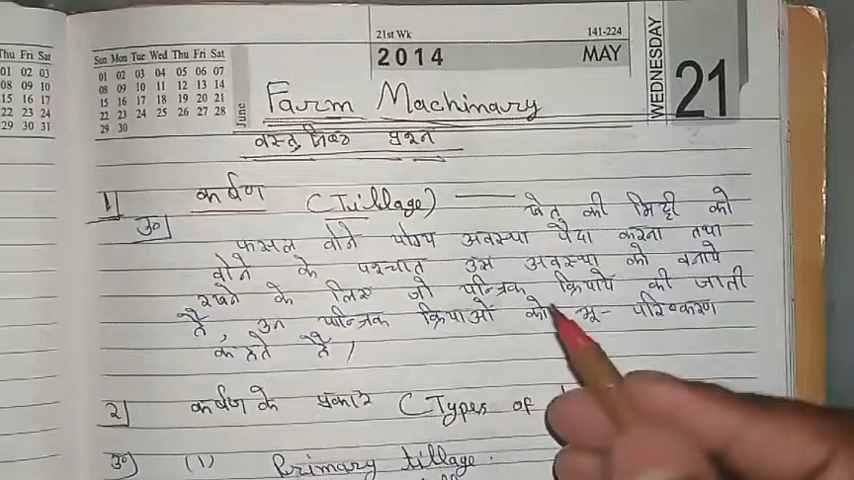 Thu Fri Sat
01 02 03
08 09 10
15 16 17
22 23 24
29 30 31
Sun Mon Tue Wed Thu Fri Sat
01 02 03 04 05 06 07
08 09 10 11 12 13 14
15 16 17 18 19 20 21
22 23 24 25 26 27 28
29 30
June
21st Wk 141-224
2014 MAY
WEDNESDAY
21
Farm Machinary
वस्तुनिष्ठ प्रश्न
1] कर्षण (Tillage) — खेत की मिट्टी को
उ०] फसल वोने योग्य अवस्था पैदा करना तथा
वोने के पश्चात उस अवस्था को बनाये
रखने के लिए जो यन्त्रिक क्रियाये की जाती
है, उन यन्त्रिक क्रियाओं को भू- परिष्करण
कहते है।
2] कर्षण के प्रकार (Types of
उ०] (1) Primary tillage.